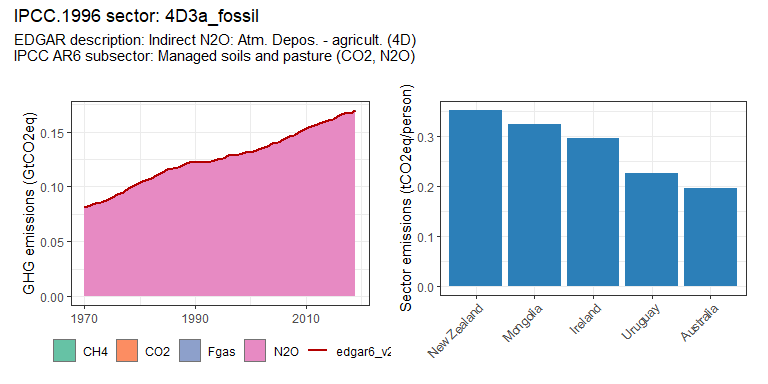 IPCC.1996 sector: 4D3a_fossil
EDGAR description: Indirect N2O: Atm. Depos. - agricult. (4D)
IPCC AR6 subsector: Managed soils and pasture (CO2, N2O)
GHG emissions (GtCO2eq)
0.15
0.10
0.05
0.00
1970
1990
2010
CH4
CO2
Fgas
N2O
edgar6_v2
Sector emissions (tCO2eq/person)
0.3
0.2
0.1
0.0
New Zealand
Mongolia
Ireland
Uruguay
Australia